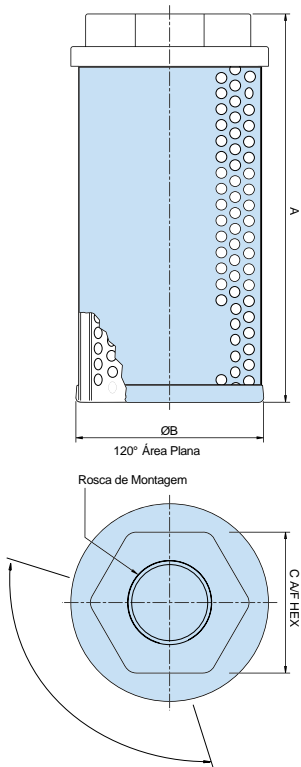 A
ØB
120° Área Plana
Rosca de Montagem
C A/F HEX